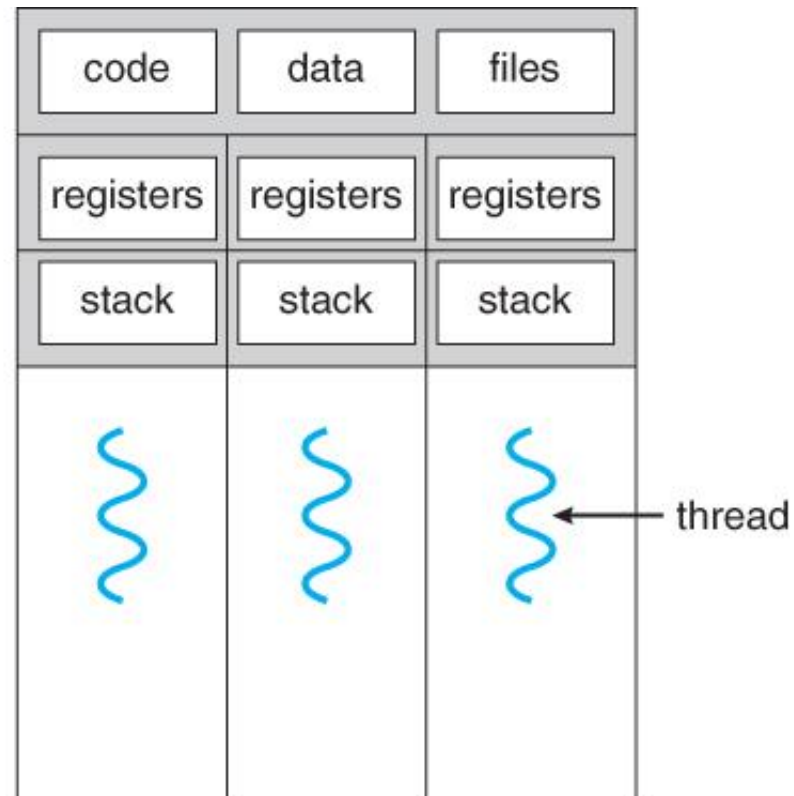 code data files
registers registers registers
stack stack stack
thread